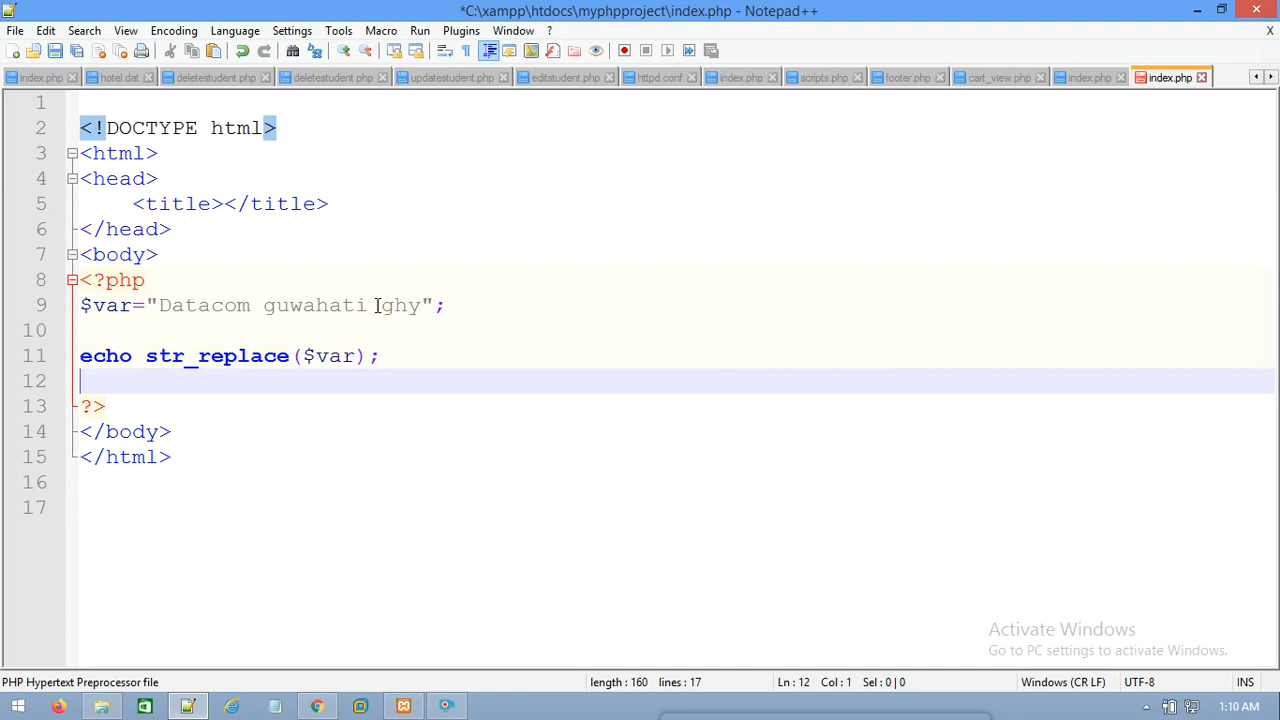 *C:\xampp\htdocs\myphpproject\index.php - Notepad++
File Edit Search View Encoding Language Settings Tools Macro Run Plugins Window ? X
index.php hotel.dat deletestudent.php deletestudent.php updatestudent.php editstudent.php httpd.conf index.php scripts.php footer.php cart_view.php index.php index.php
1
2 <!DOCTYPE html>
3 <html>
4 <head>
5 <title></title>
6 </head>
7 <body>
8 <?php
9 $var="Datacom guwahati ghy";
10
11 echo str_replace($var);
12
13 ?>
14 </body>
15 </html>
16
17
Activate Windows
Go to PC settings to activate Windows.
PHP Hypertext Preprocessor file length : 160 lines : 17 Ln : 12 Col : 1 Sel : 0 | 0 Windows (CR LF) UTF-8 INS
1:10 AM